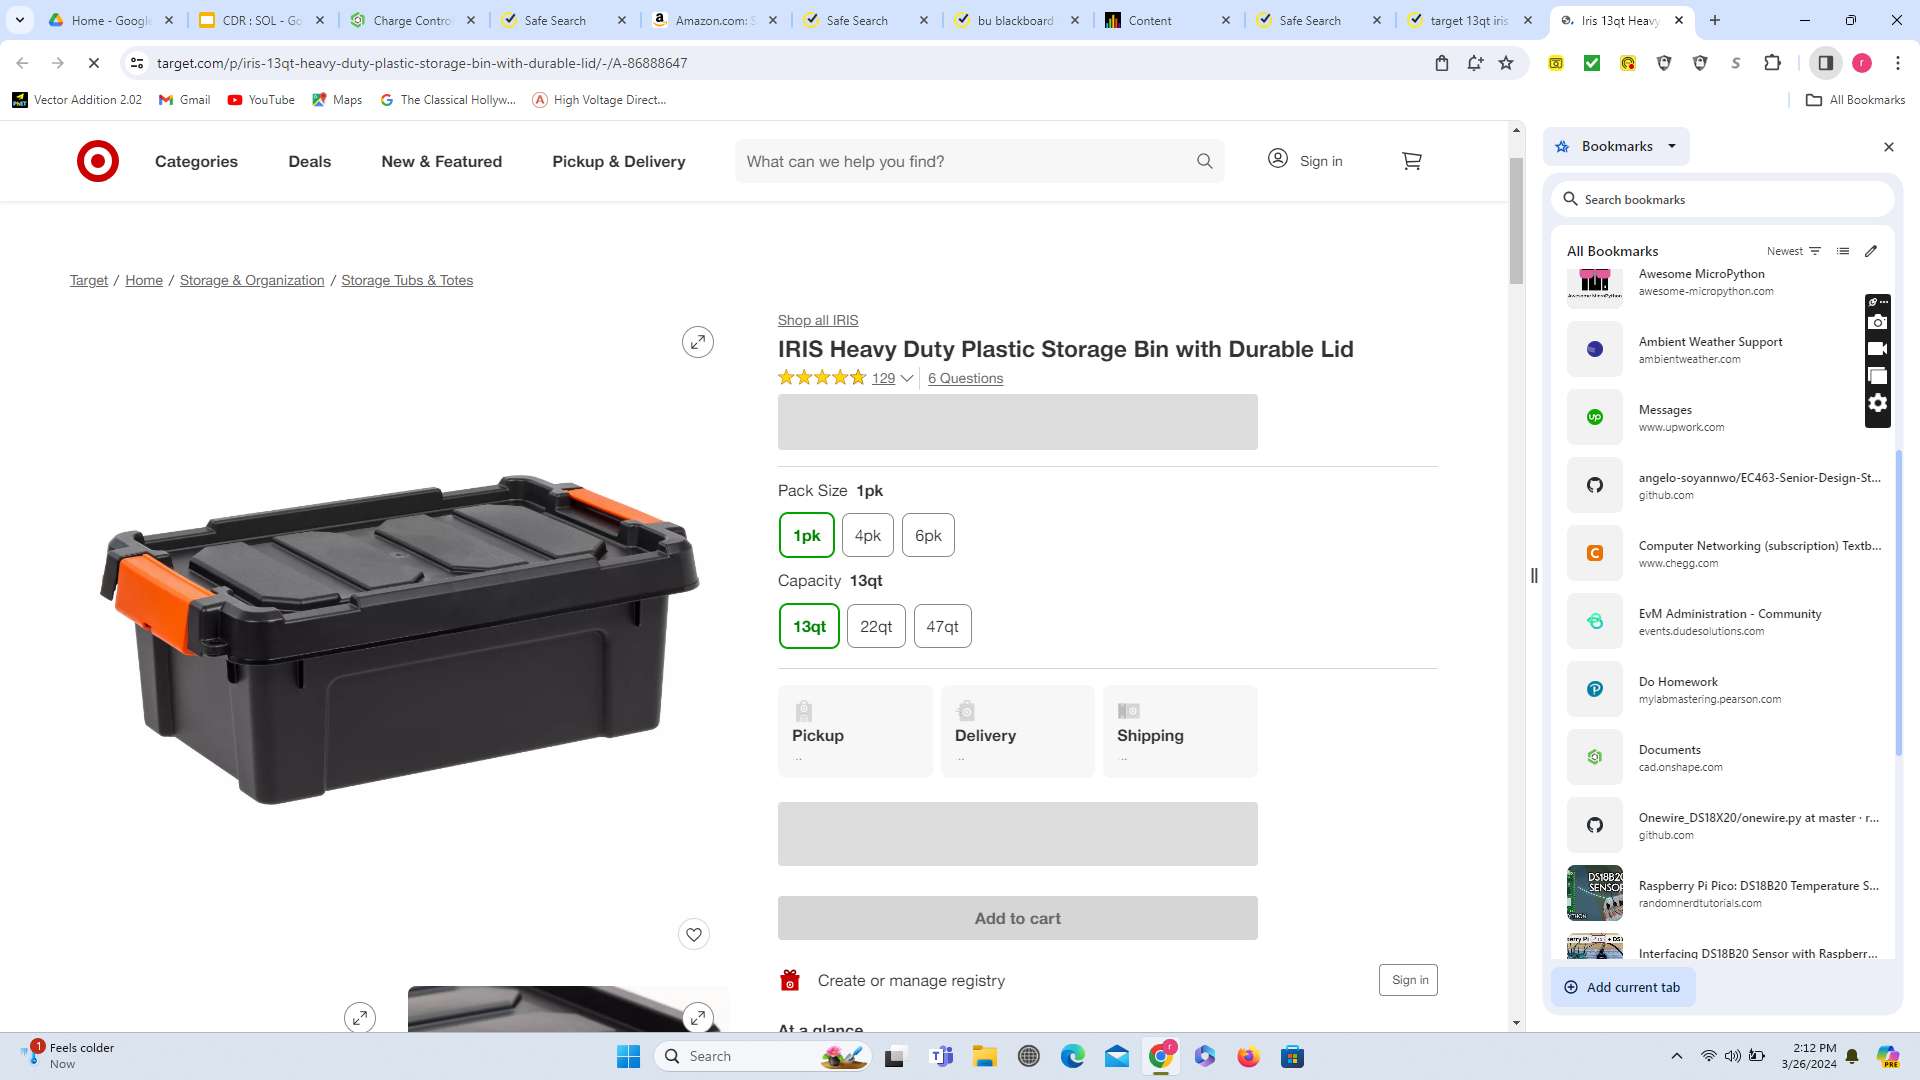 Home - Google
CDR : SOL - Go
Charge Control
Safe Search
Amazon.com: S
Safe Search
bu blackboard
Content
Safe Search
target 13qt iris
Iris 13qt Heavy
target.com/p/iris-13qt-heavy-duty-plastic-storage-bin-with-durable-lid/-/A-86888647
Vector Addition 2.02
Gmail
YouTube
Maps
The Classical Hollyw...
High Voltage Direct...
All Bookmarks
Categories
Deals
New & Featured
Pickup & Delivery
What can we help you find?
Sign in
Target / Home / Storage & Organization / Storage Tubs & Totes
Shop all IRIS
IRIS Heavy Duty Plastic Storage Bin with Durable Lid
129
6 Questions
Pack Size 1pk
1pk
4pk
6pk
Capacity 13qt
13qt
22qt
47qt
Pickup
Delivery
Shipping
Add to cart
Create or manage registry
Sign in
At a glance
Bookmarks
Search bookmarks
All Bookmarks
Newest
Awesome MicroPython
awesome-micropython.com
Ambient Weather Support
ambientweather.com
Messages
www.upwork.com
angelo-soyannwo/EC463-Senior-Design-St...
github.com
Computer Networking (subscription) Textb...
www.chegg.com
EvM Administration - Community
events.dudesolutions.com
Do Homework
mylabmastering.pearson.com
Documents
cad.onshape.com
Onewire_DS18X20/onewire.py at master · r...
github.com
Raspberry Pi Pico: DS18B20 Temperature S...
randomnerdtutorials.com
Interfacing DS18B20 Sensor with Raspberr...
Add current tab
1
Feels colder
Now
Search
2:12 PM
3/26/2024